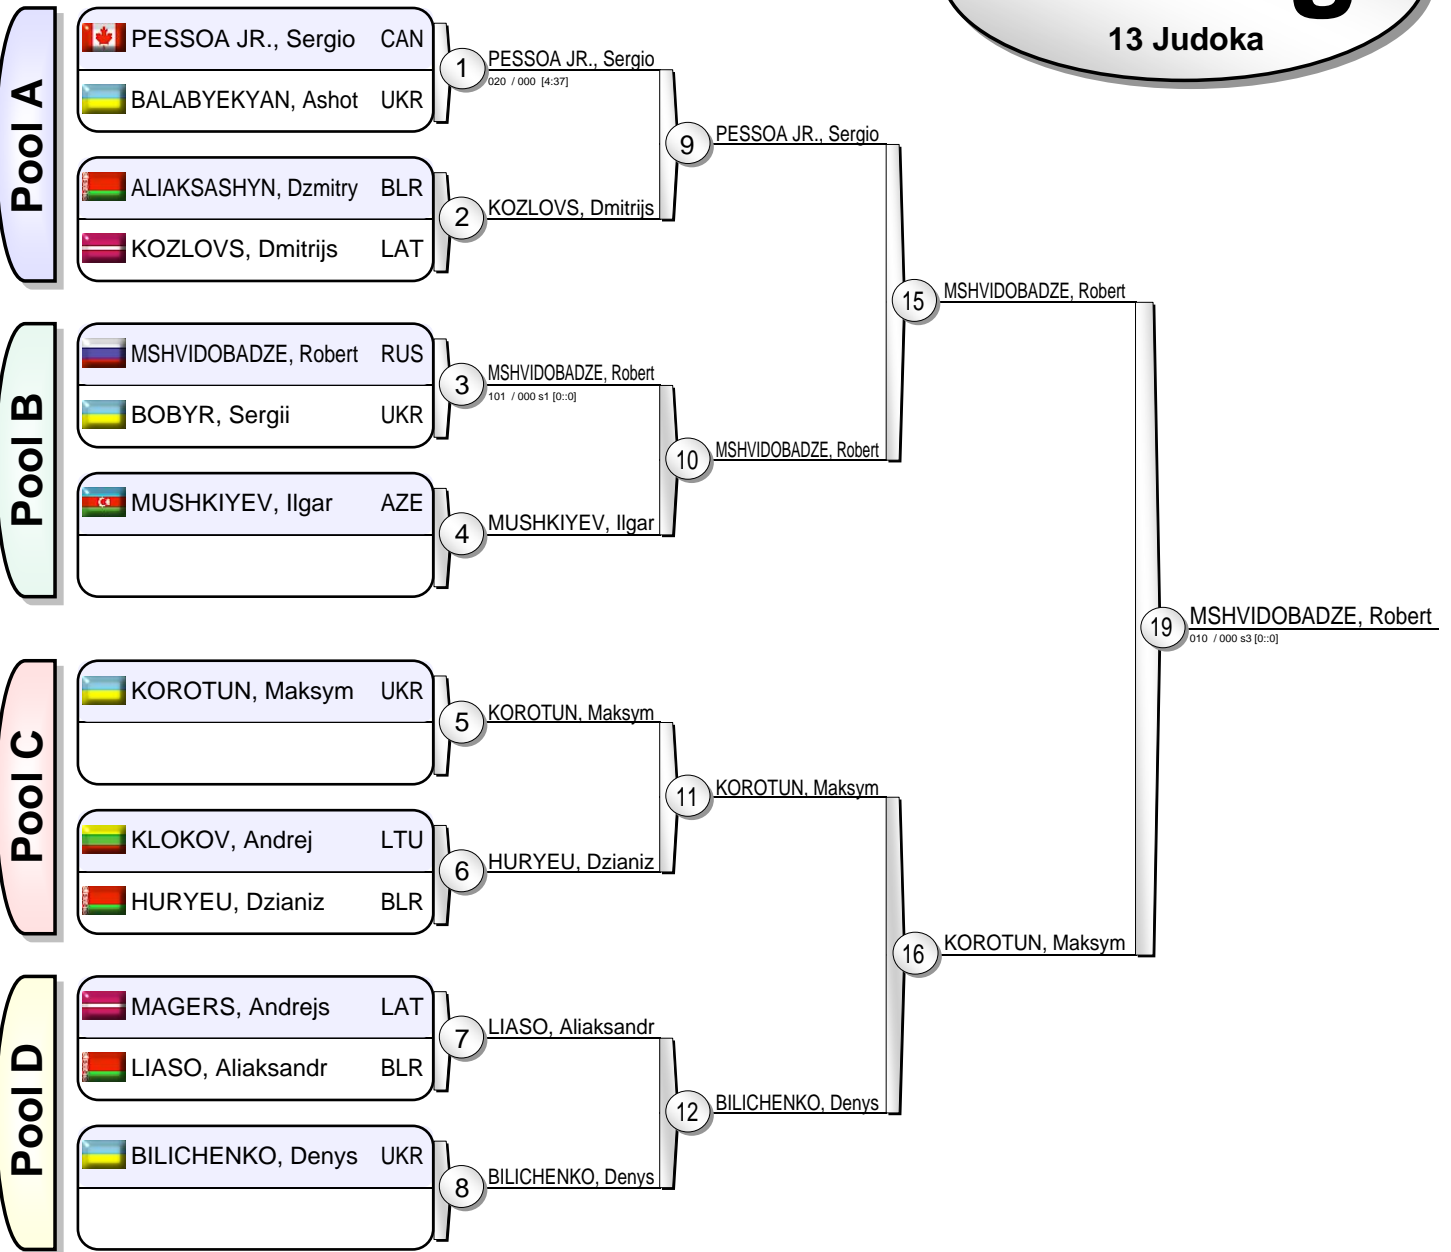 13 Judoka
Pool A
PESSOA JR., Sergio CAN
BALABYEKYAN, Ashot UKR
1
PESSOA JR., Sergio
020 / 000 [4:37]
ALIAKSASHYN, Dzmitry BLR
KOZLOVS, Dmitrijs LAT
2
KOZLOVS, Dmitrijs
9
PESSOA JR., Sergio
Pool B
MSHVIDOBADZE, Robert RUS
BOBYR, Sergii UKR
3
MSHVIDOBADZE, Robert
101 / 000 s1 [0::0]
MUSHKIYEV, Ilgar AZE
4
MUSHKIYEV, Ilgar
10
MSHVIDOBADZE, Robert
15
MSHVIDOBADZE, Robert
Pool C
KOROTUN, Maksym UKR
5
KOROTUN, Maksym
KLOKOV, Andrej LTU
HURYEU, Dzianiz BLR
6
HURYEU, Dzianiz
11
KOROTUN, Maksym
Pool D
MAGERS, Andrejs LAT
LIASO, Aliaksandr BLR
7
LIASO, Aliaksandr
BILICHENKO, Denys UKR
8
BILICHENKO, Denys
12
BILICHENKO, Denys
16
KOROTUN, Maksym
19
MSHVIDOBADZE, Robert
010 / 000 s3 [0::0]